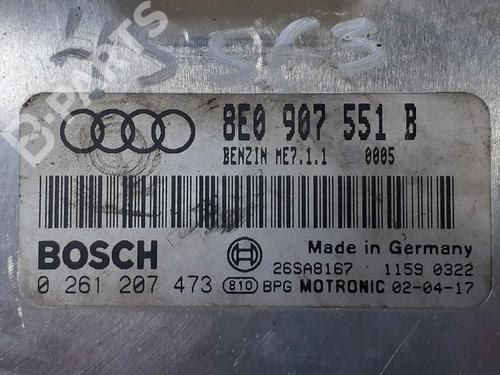 B-PARTS
8E0 907 551 B
BENZIN ME7.1.1 0005
BOSCH
Made in Germany
26SA8167 1159 0322
0 261 207 473 810 BPG MOTRONIC 02-04-17